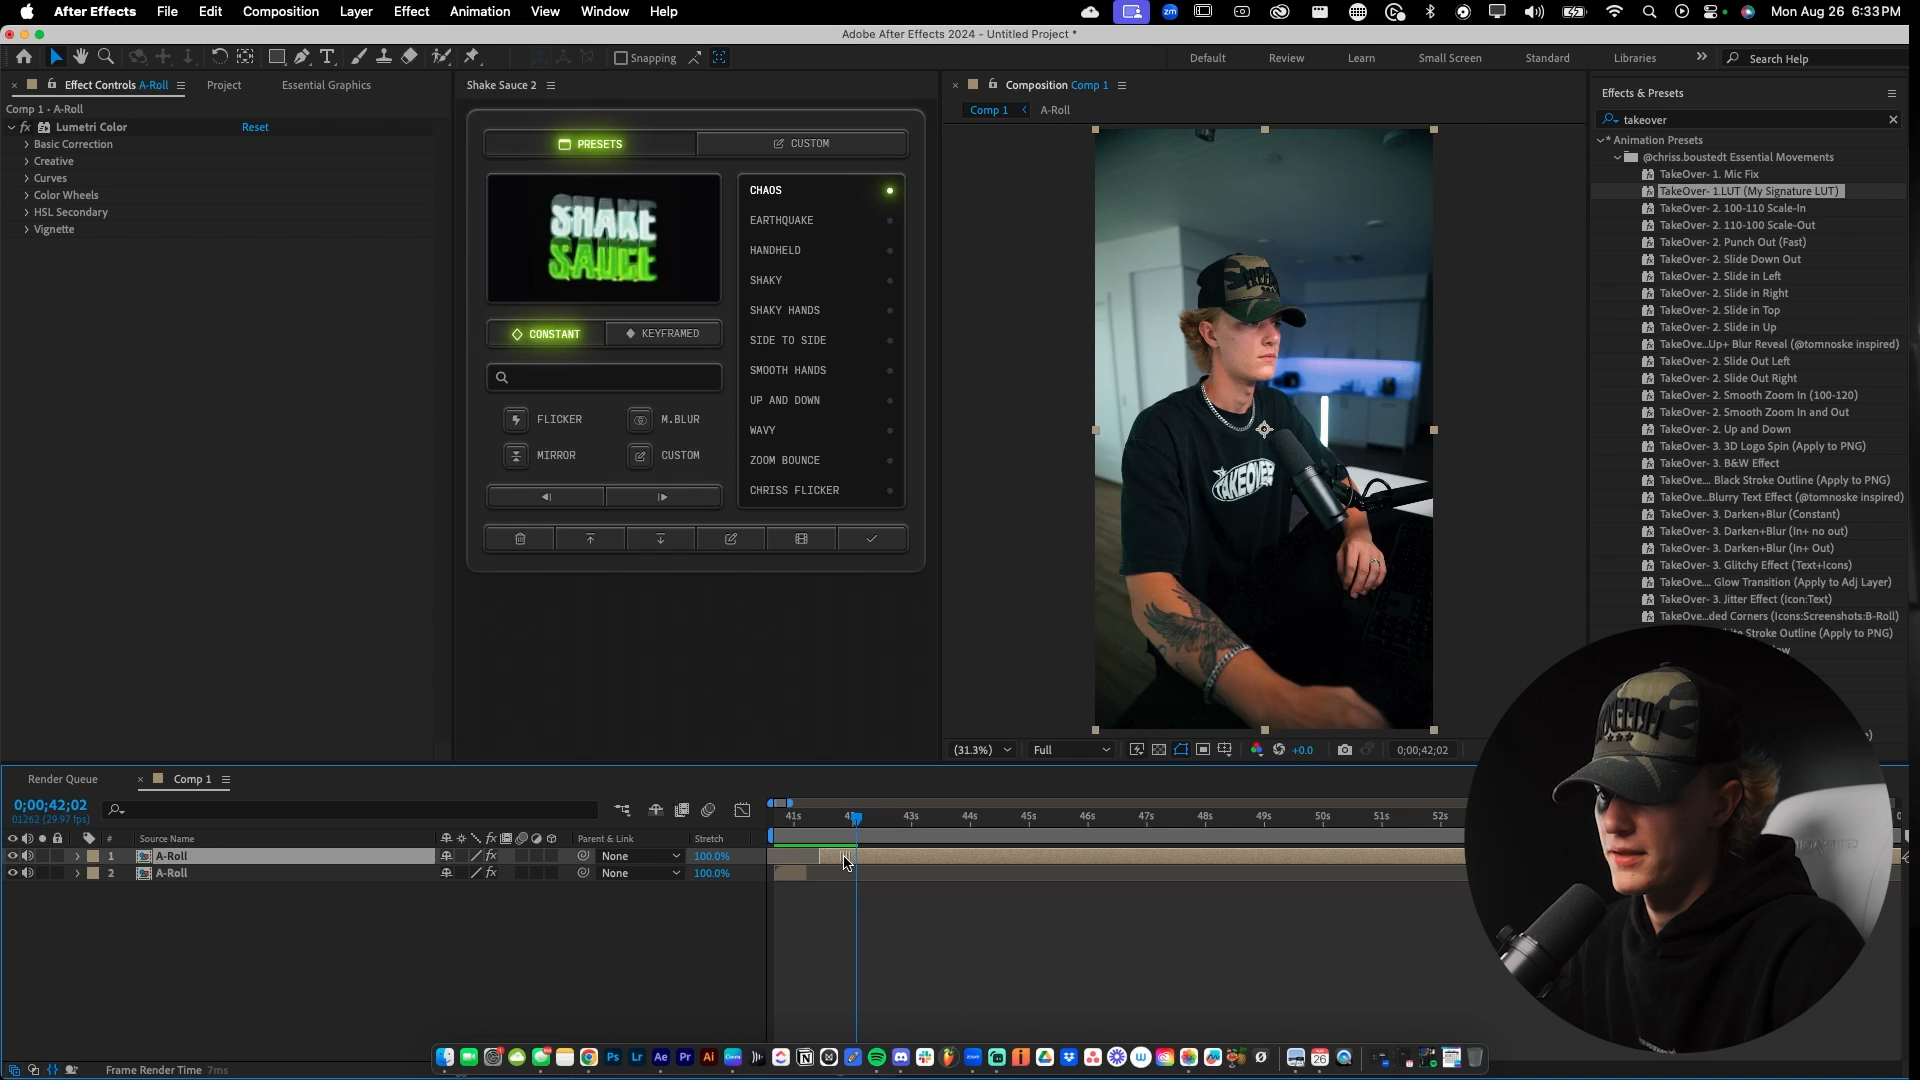 After Effects File Edit Composition Layer Effect Animation View Window Help
Mon Aug 26 6:33 PM
Adobe After Effects 2024 - Untitled Project *
Snapping
Default Review Learn Small Screen Standard Libraries
Search Help
Effect Controls A-Roll
Project
Essential Graphics
Comp 1 • A-Roll
fx Lumetri Color Reset
Basic Correction
Creative
Curves
Color Wheels
HSL Secondary
Vignette
Shake Sauce 2
PRESETS
CUSTOM
SHAKE
SAUCE
CONSTANT
KEYFRAMED
FLICKER
M.BLUR
MIRROR
CUSTOM
CHAOS
EARTHQUAKE
HANDHELD
SHAKY
SHAKY HANDS
SIDE TO SIDE
SMOOTH HANDS
UP AND DOWN
WAVY
ZOOM BOUNCE
CHRISS FLICKER
Composition Comp 1
Comp 1
A-Roll
TAKEOVER
(31.3%)
Full
+0.0
0;00;42;02
Effects & Presets
takeover
* Animation Presets
@chriss.boustedt Essential Movements
TakeOver- 1. Mic Fix
TakeOver- 1.LUT (My Signature LUT)
TakeOver- 2. 100-110 Scale-In
TakeOver- 2. 110-100 Scale-Out
TakeOver- 2. Punch Out (Fast)
TakeOver- 2. Slide Down Out
TakeOver- 2. Slide in Left
TakeOver- 2. Slide in Right
TakeOver- 2. Slide in Top
TakeOver- 2. Slide in Up
TakeOve...Up+ Blur Reveal (@tomnoske inspired)
TakeOver- 2. Slide Out Left
TakeOver- 2. Slide Out Right
TakeOver- 2. Smooth Zoom In (100-120)
TakeOver- 2. Smooth Zoom In and Out
TakeOver- 2. Up and Down
TakeOver- 3. 3D Logo Spin (Apply to PNG)
TakeOver- 3. B&W Effect
TakeOve.... Black Stroke Outline (Apply to PNG)
TakeOve...Blurry Text Effect (@tomnoske inspired)
TakeOver- 3. Darken+Blur (Constant)
TakeOver- 3. Darken+Blur (In+ no out)
TakeOver- 3. Darken+Blur (In+ Out)
TakeOver- 3. Glitchy Effect (Text+Icons)
TakeOve.... Glow Transition (Apply to Adj Layer)
TakeOver- 3. Jitter Effect (Icon:Text)
TakeOve...ded Corners (Icons:Screenshots:B-Roll)
Stroke Outline (Apply to PNG)
Render Queue
Comp 1
0;00;42;02
01262 (29.97 fps)
# Source Name Parent & Link Stretch
1 A-Roll fx None 100.0%
2 A-Roll fx None 100.0%
41s 43s 44s 45s 46s 47s 48s 49s 50s 51s 52s
Ps Lr Ae Pr Ai
26
Frame Render Time 7ms